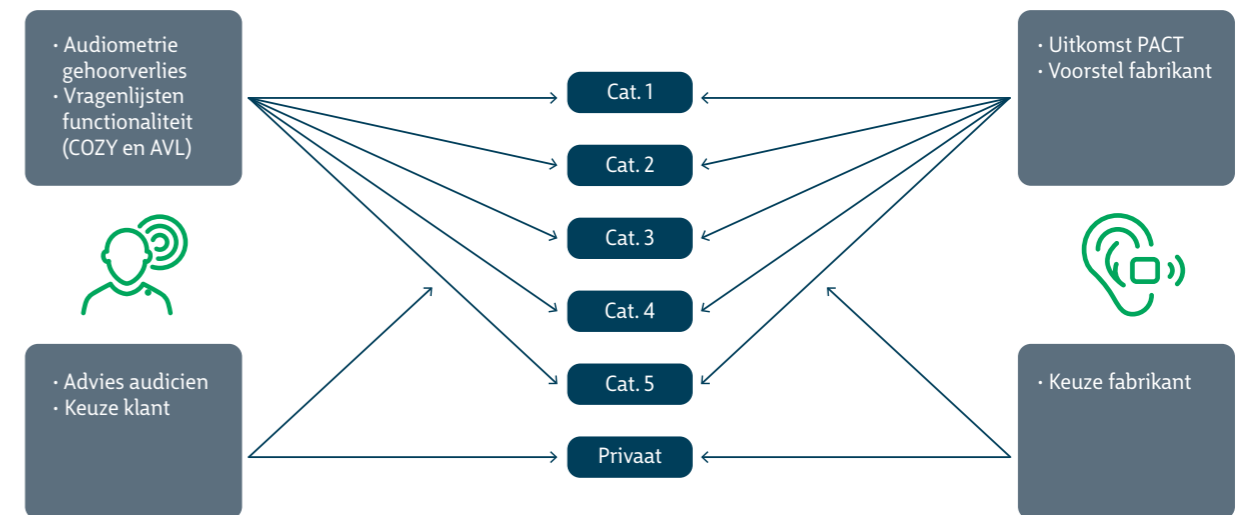 · Audiometrie
gehoorverlies
· Vragenlijsten
functionaliteit
(COZY en AVL)
· Advies audicien
· Keuze klant
Cat. 1
Cat. 2
Cat. 3
Cat. 4
Cat. 5
Privaat
· Uitkomst PACT
· Voorstel fabrikant
· Keuze fabrikant